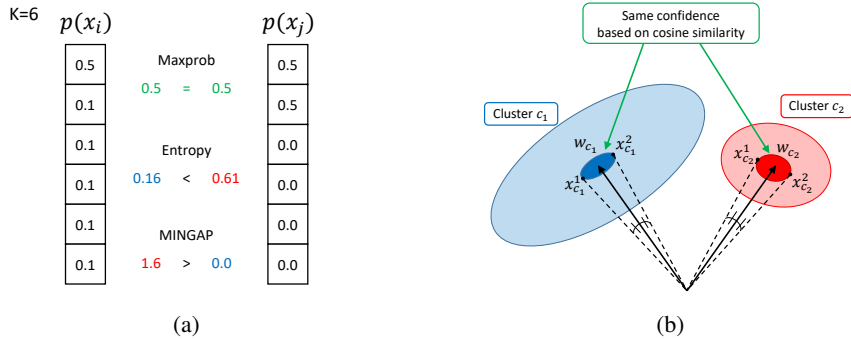 K=6
p(x_i)
p(x_j)
0.5
0.1
0.1
0.1
0.1
0.1
Maxprob
0.5 = 0.5
Entropy
0.16 < 0.61
MINGAP
1.6 > 0.0
0.5
0.5
0.0
0.0
0.0
0.0
(a)
Same confidence
based on cosine similarity
Cluster c_1
Cluster c_2
w_{c_1}
x_{c_1}^2
x_{c_1}^1
x_{c_2}^1
w_{c_2}
x_{c_2}^2
(b)